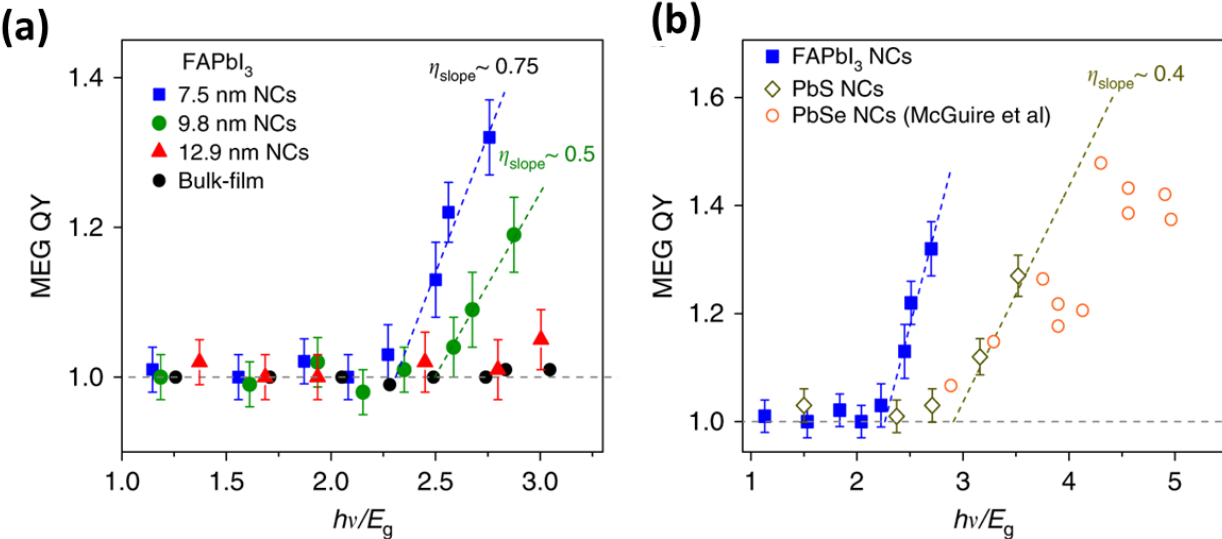 (a)
FAPbI₃
7.5 nm NCs
9.8 nm NCs
12.9 nm NCs
Bulk-film
ηslope~ 0.75
ηslope~ 0.5
MEG QY
1.4
1.2
1.0
1.0 1.5 2.0 2.5 3.0
hν/Eg
(b)
FAPbI₃ NCs
PbS NCs
PbSe NCs (McGuire et al)
ηslope~ 0.4
MEG QY
1.6
1.4
1.2
1.0
1 2 3 4 5
hν/Eg